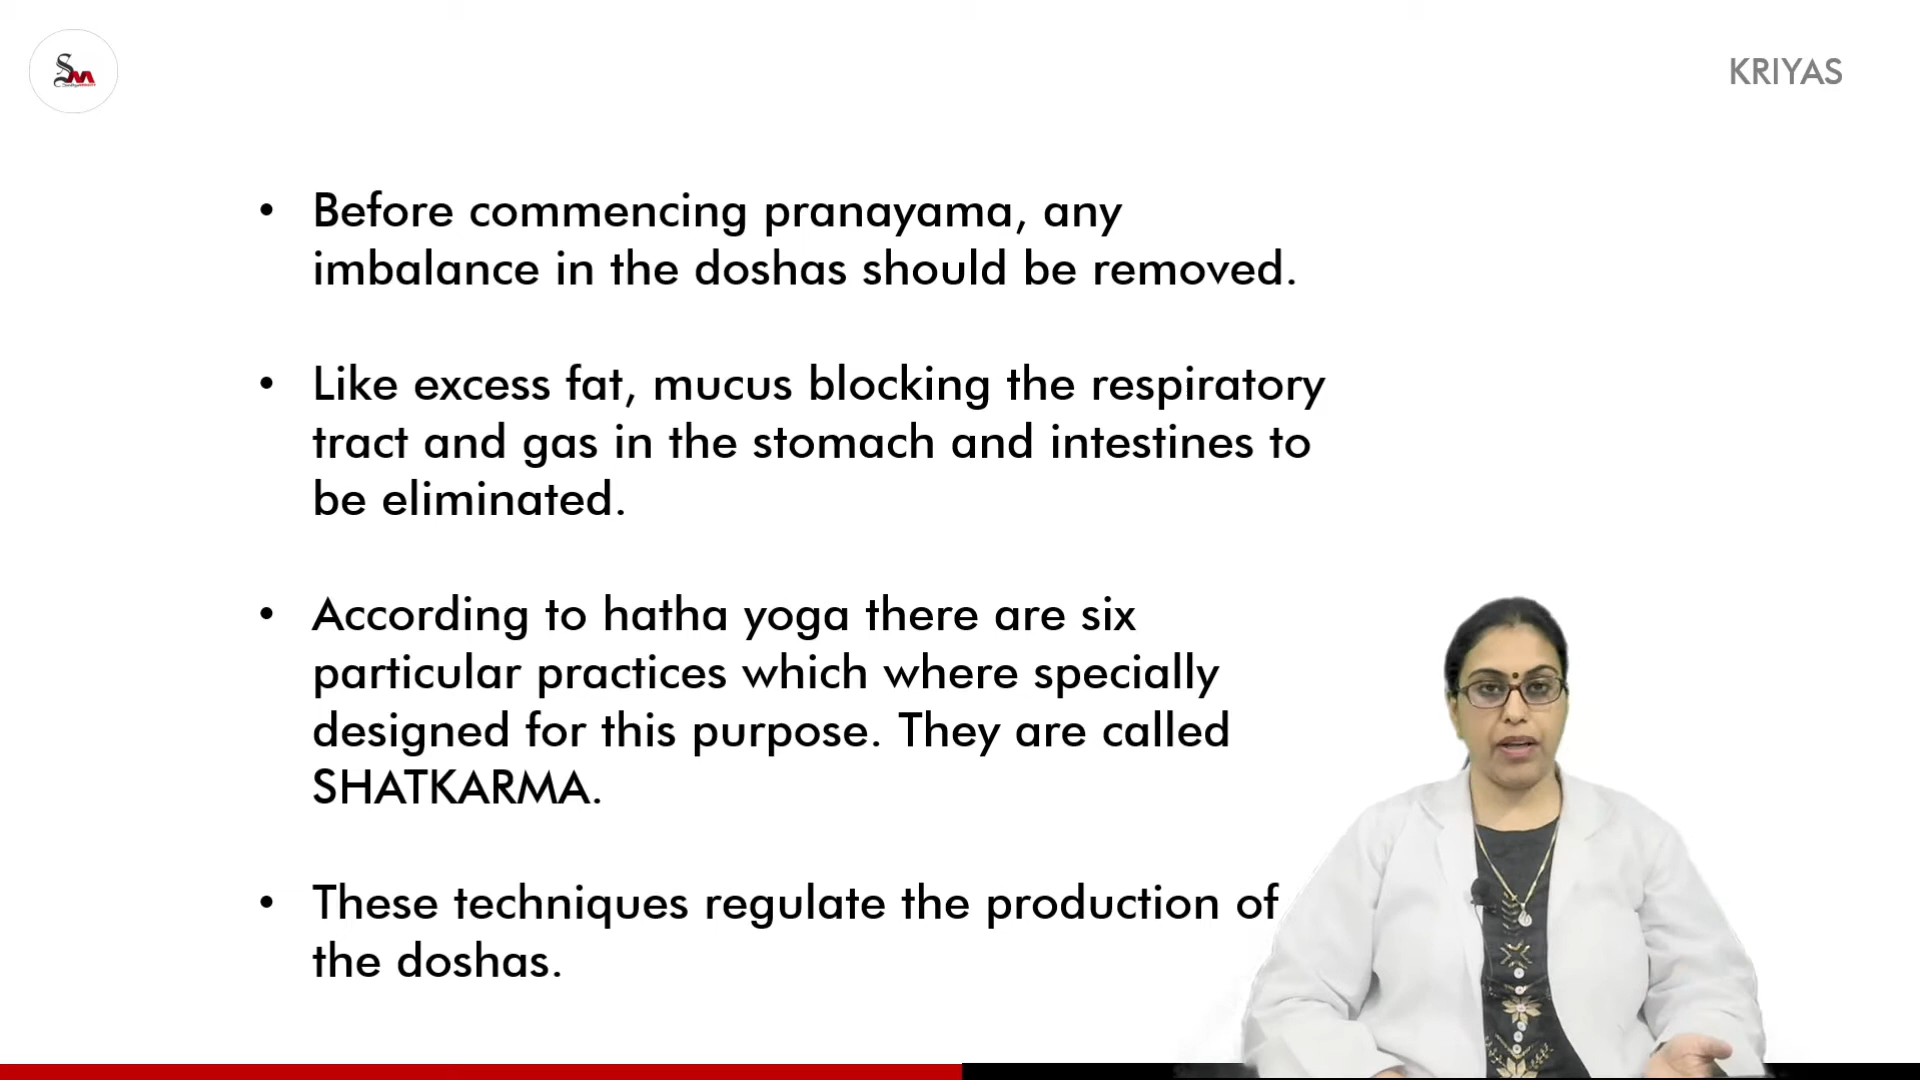 KRIYAS
• Before commencing pranayama, any
imbalance in the doshas should be removed.
• Like excess fat, mucus blocking the respiratory
tract and gas in the stomach and intestines to
be eliminated.
• According to hatha yoga there are six
particular practices which where specially
designed for this purpose. They are called
SHATKARMA.
• These techniques regulate the production of
the doshas.